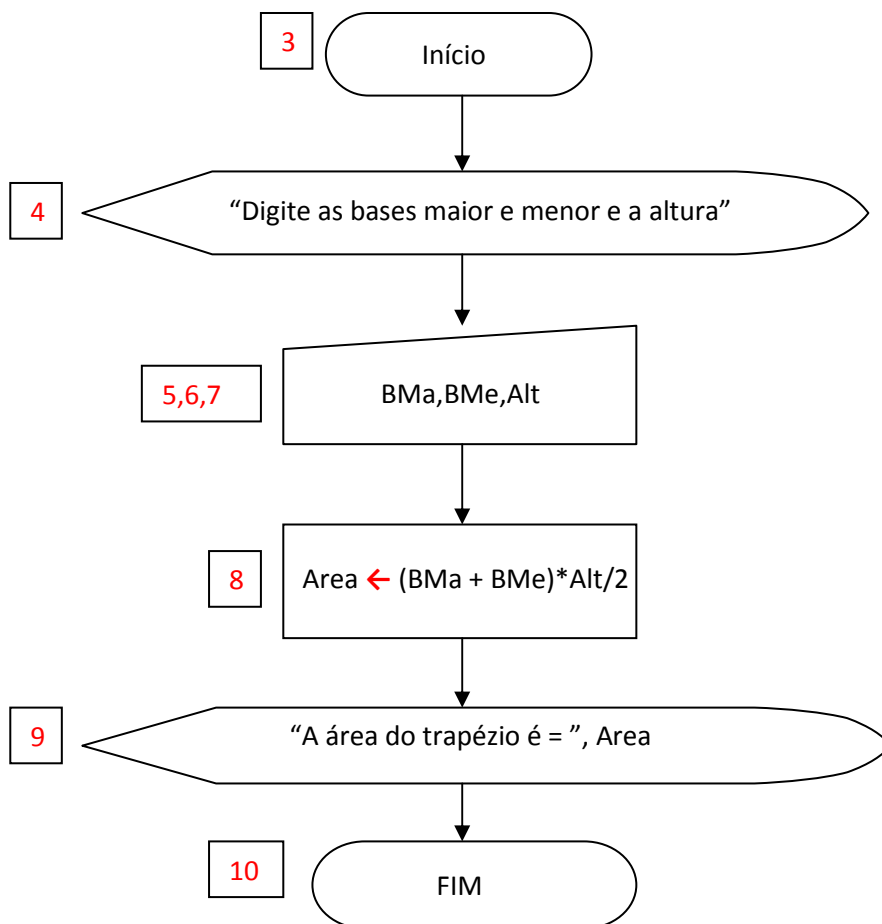 3
Início
4
“Digite as bases maior e menor e a altura”
5,6,7
BMa,BMe,Alt
8
Area ← (BMa + BMe)*Alt/2
9
“A área do trapézio é = ”, Area
10
FIM